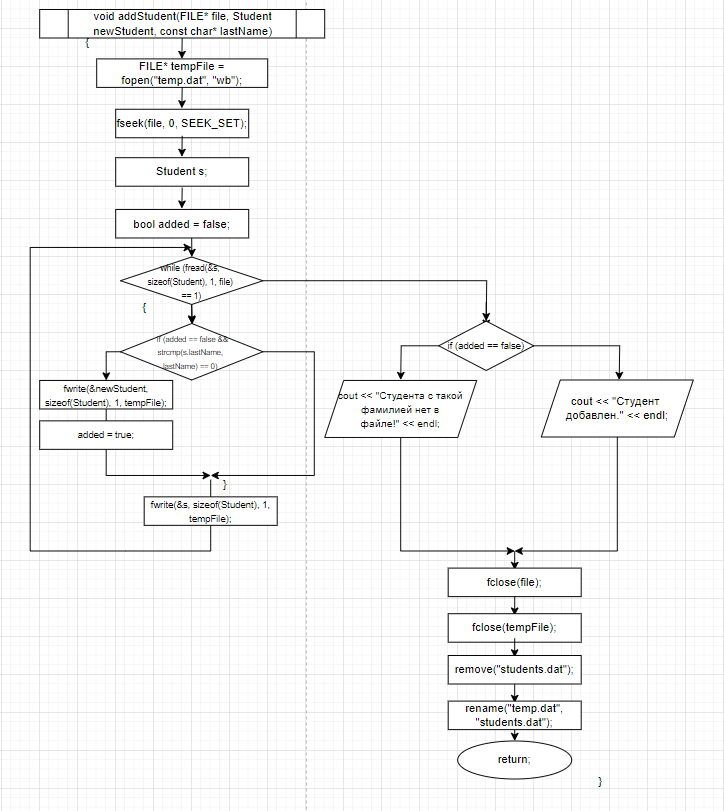 void addStudent(FILE* file, Student
newStudent, const char* lastName)
{
FILE* tempFile =
fopen("temp.dat", "wb");
fseek(file, 0, SEEK_SET);
Student s;
bool added = false;
while (fread(&s,
sizeof(Student), 1, file)
== 1)
{
if (added == false &&
strcmp(s.lastName,
lastName) == 0)
fwrite(&newStudent,
sizeof(Student), 1, tempFile);
added = true;
}
fwrite(&s, sizeof(Student), 1,
tempFile);
if (added == false)
cout << "Студента с такой
фамилией нет в
файле!" << endl;
cout << "Студент
добавлен." << endl;
fclose(file);
fclose(tempFile);
remove("students.dat");
rename("temp.dat",
"students.dat");
return;
}